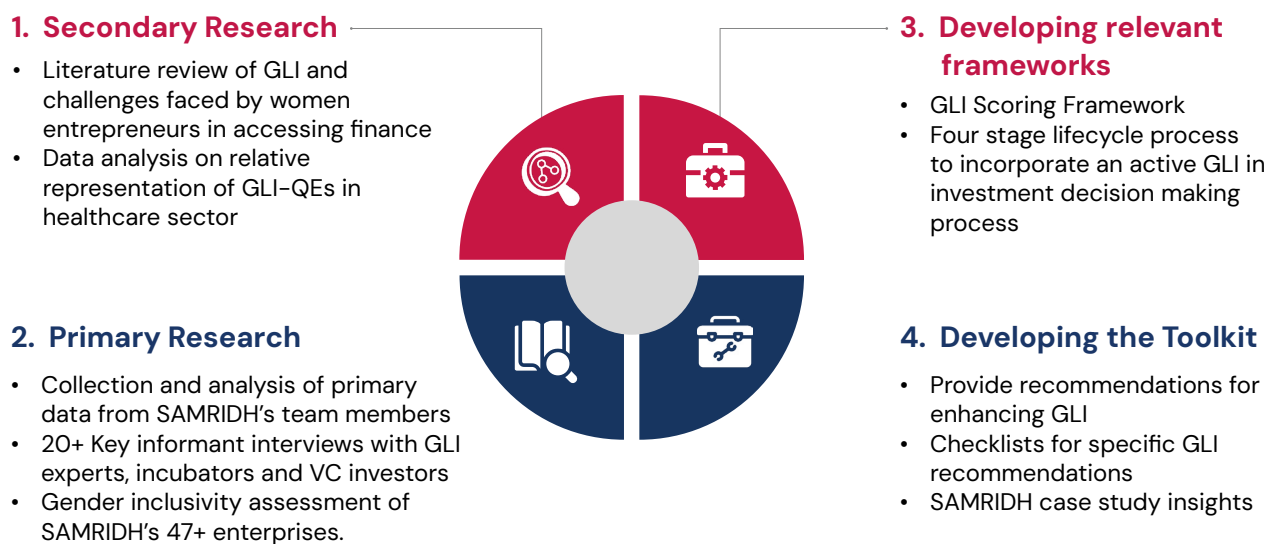 1. Secondary Research
• Literature review of GLI and
challenges faced by women
entrepreneurs in accessing finance
• Data analysis on relative
representation of GLI-QEs in
healthcare sector
2. Primary Research
• Collection and analysis of primary
data from SAMRIDH's team members
• 20+ Key informant interviews with GLI
experts, incubators and VC investors
• Gender inclusivity assessment of
SAMRIDH's 47+ enterprises.
3. Developing relevant
frameworks
• GLI Scoring Framework
• Four stage lifecycle process
to incorporate an active GLI in
investment decision making
process
4. Developing the Toolkit
• Provide recommendations for
enhancing GLI
• Checklists for specific GLI
recommendations
• SAMRIDH case study insights